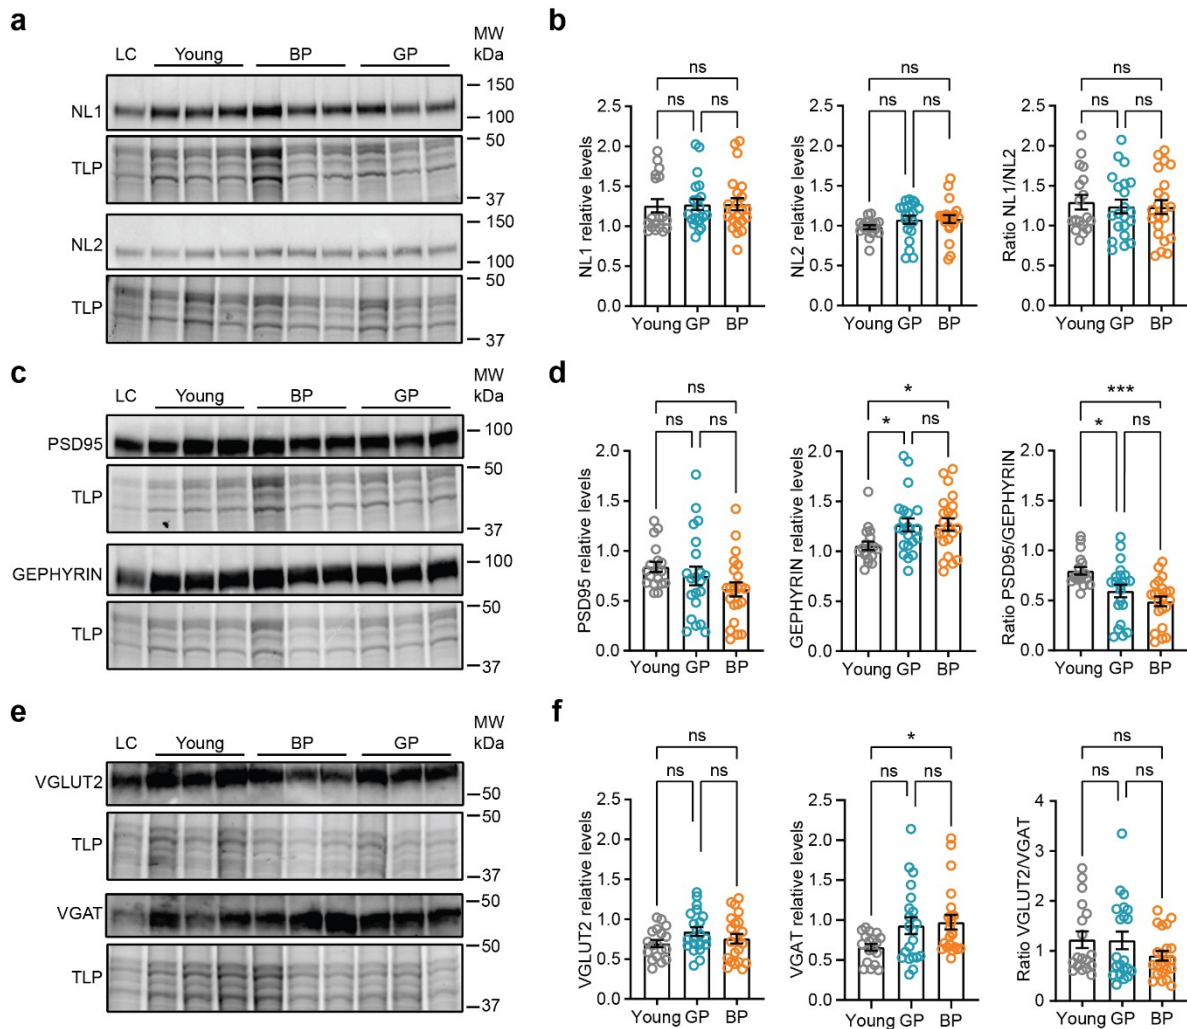 a
MW
kDa
LC Young BP GP
NL1
150
100
TLP
50
37
NL2
150
100
TLP
50
37
b
ns
ns ns
NL1 relative levels
2.5
2.0
1.5
1.0
0.5
0.0
Young GP BP
ns
ns ns
NL2 relative levels
2.5
2.0
1.5
1.0
0.5
0.0
Young GP BP
ns
ns ns
Ratio NL1/NL2
2.5
2.0
1.5
1.0
0.5
0.0
Young GP BP
c
MW
kDa
LC Young BP GP
PSD95
100
TLP
50
37
GEPHYRIN
100
TLP
50
37
d
ns
ns ns
PSD95 relative levels
2.0
1.5
1.0
0.5
0.0
Young GP BP
*
* ns
GEPHYRIN relative levels
2.0
1.5
1.0
0.5
0.0
Young GP BP
***
* ns
Ratio PSD95/GEPHYRIN
2.0
1.5
1.0
0.5
0.0
Young GP BP
e
MW
kDa
LC Young BP GP
VGLUT2
50
TLP
50
37
VGAT
50
TLP
50
37
f
ns
ns ns
VGLUT2 relative levels
2.5
2.0
1.5
1.0
0.5
0.0
Young GP BP
*
ns ns
VGAT relative levels
2.5
2.0
1.5
1.0
0.5
0.0
Young GP BP
ns
ns ns
Ratio VGLUT2/VGAT
4
3
2
1
0
Young GP BP